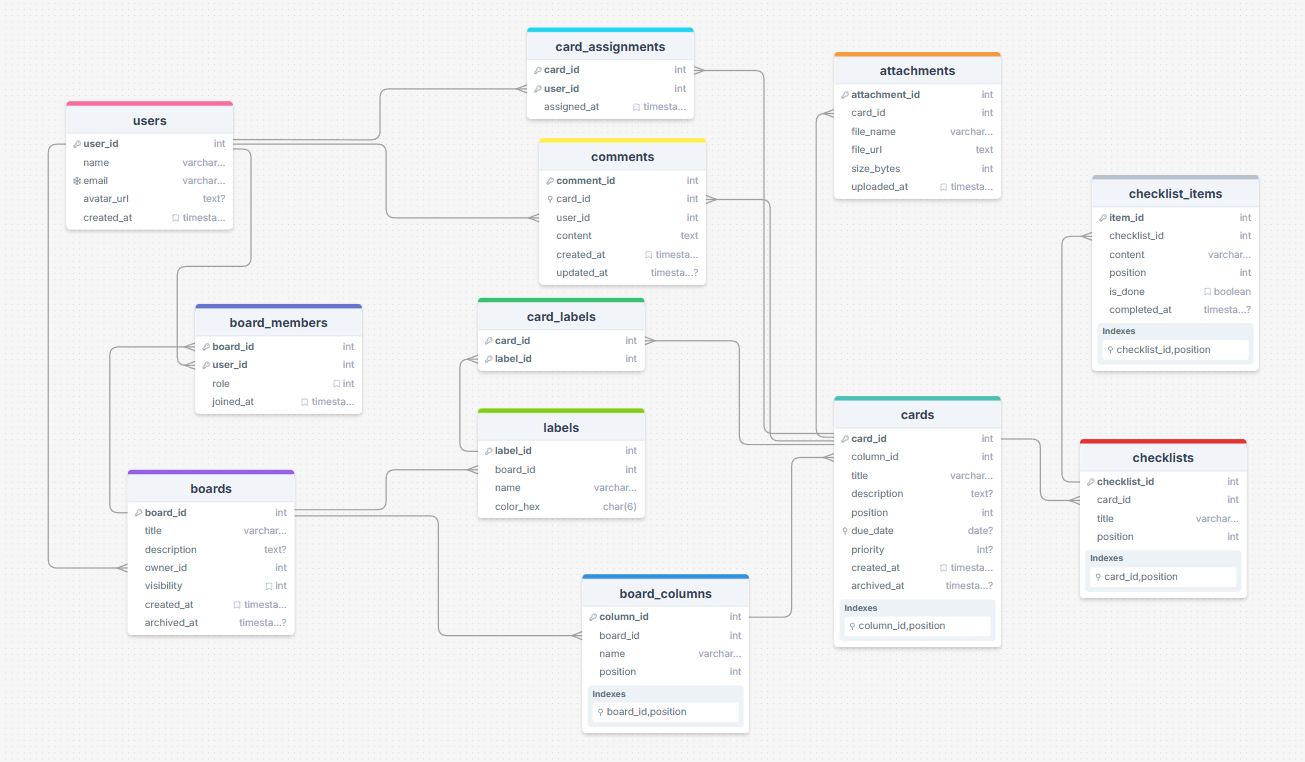 card_assignments
card_id int
user_id int
assigned_at timesta...
attachments
attachment_id int
card_id int
file_name varchar...
file_url text
size_bytes int
uploaded_at timesta...
users
user_id int
name varchar...
email varchar...
avatar_url text?
created_at timesta...
comments
comment_id int
card_id int
user_id int
content text
created_at timesta...
updated_at timesta...?
checklist_items
item_id int
checklist_id int
content varchar...
position int
is_done boolean
completed_at timesta...?
Indexes
checklist_id,position
board_members
board_id int
user_id int
role int
joined_at timesta...
card_labels
card_id int
label_id int
labels
label_id int
board_id int
name varchar...
color_hex char(6)
cards
card_id int
column_id int
title varchar...
description text?
position int
due_date date?
priority int?
created_at timesta...
archived_at timesta...?
Indexes
column_id,position
checklists
checklist_id int
card_id int
title varchar...
position int
Indexes
card_id,position
boards
board_id int
title varchar...
description text?
owner_id int
visibility int
created_at timesta...
archived_at timesta...?
board_columns
column_id int
board_id int
name varchar...
position int
Indexes
board_id,position